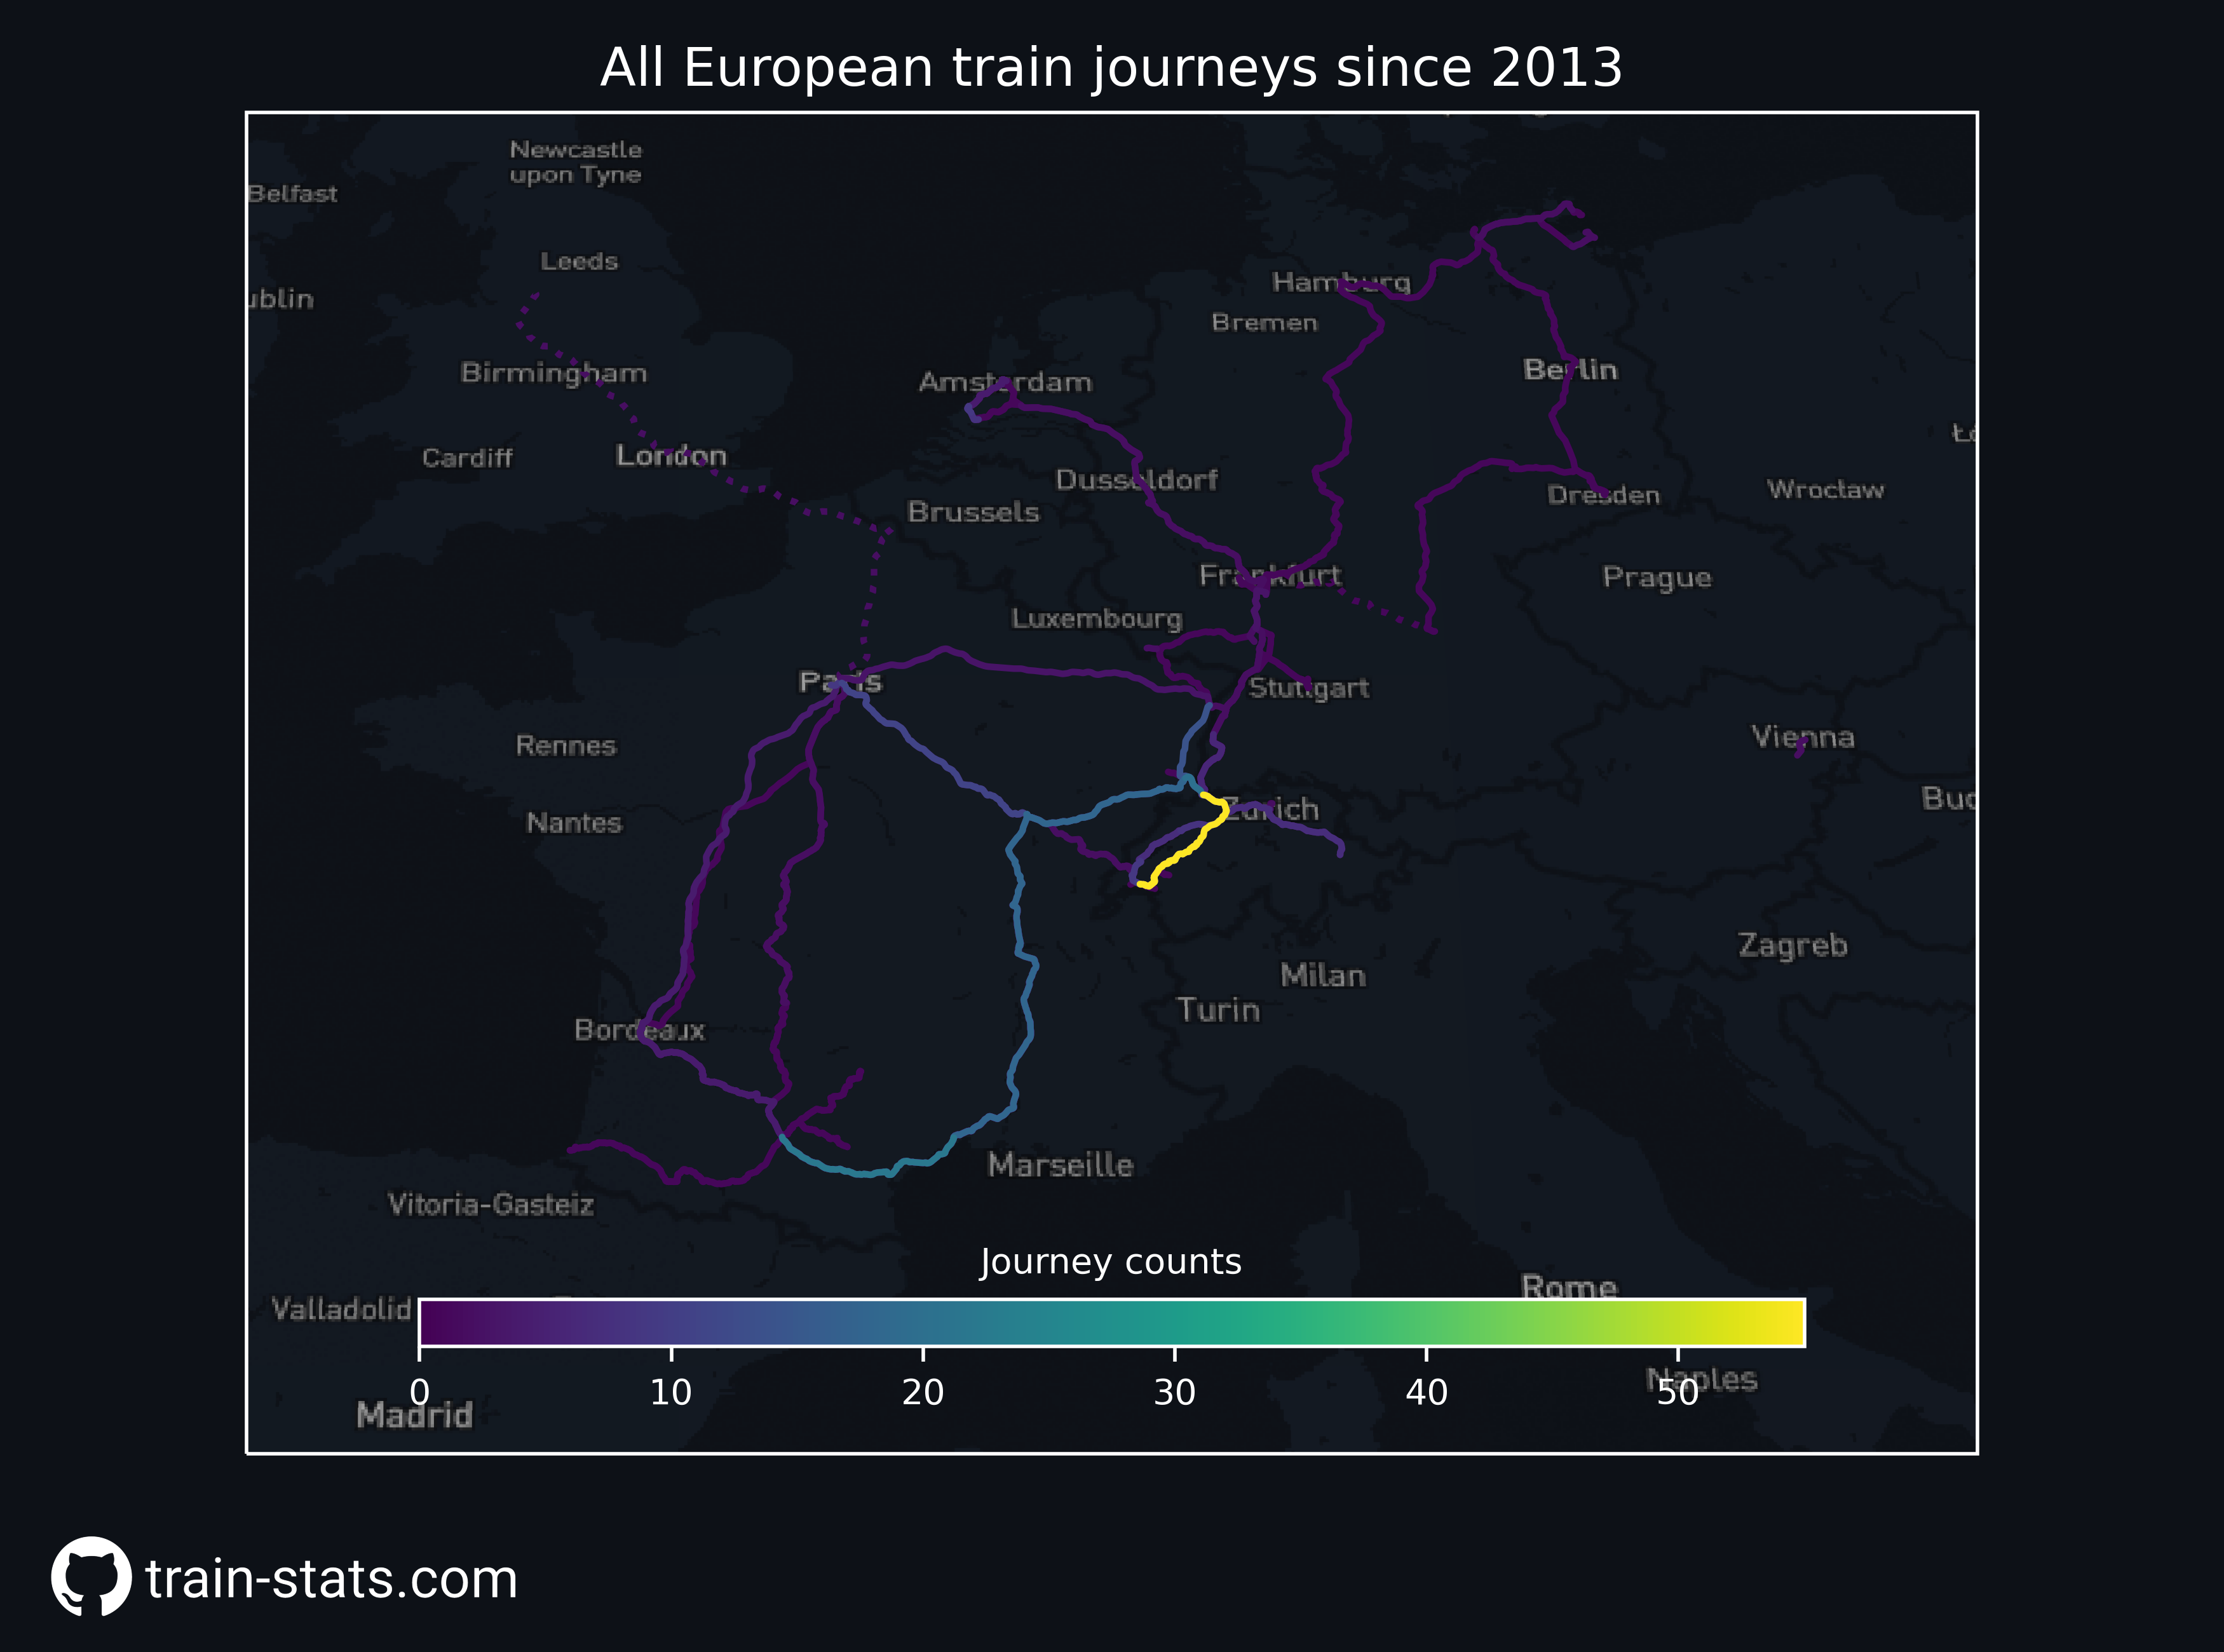 All European train journeys since 2013
Newcastle
upon Tyne
Belfast
Leeds
ublin
Hamburg
Bremen
Birmingham
Berlin
Amsterdam
Cardiff
London
Dusseldorf
Dresden
Wrocław
Brussels
Frankfurt
Prague
Luxembourg
Paris
Stuttgart
Rennes
Vienna
Nantes
Zurich
Buc
Zagreb
Milan
Turin
Bordeaux
Marseille
Vitoria-Gasteiz
Journey counts
Rome
Valladolid
0 10 20 30 40 50
Naples
Madrid
train-stats.com